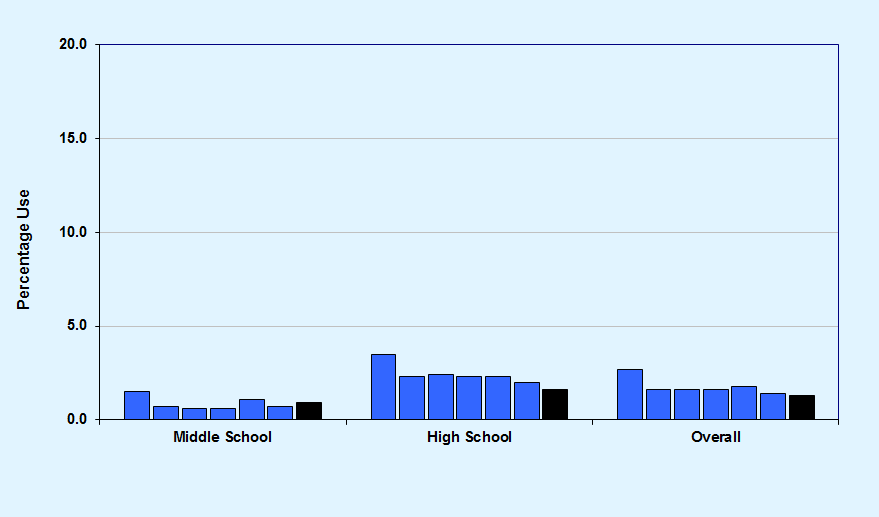 20.0
15.0
10.0
5.0
0.0
Percentage Use
Middle School
High School
Overall